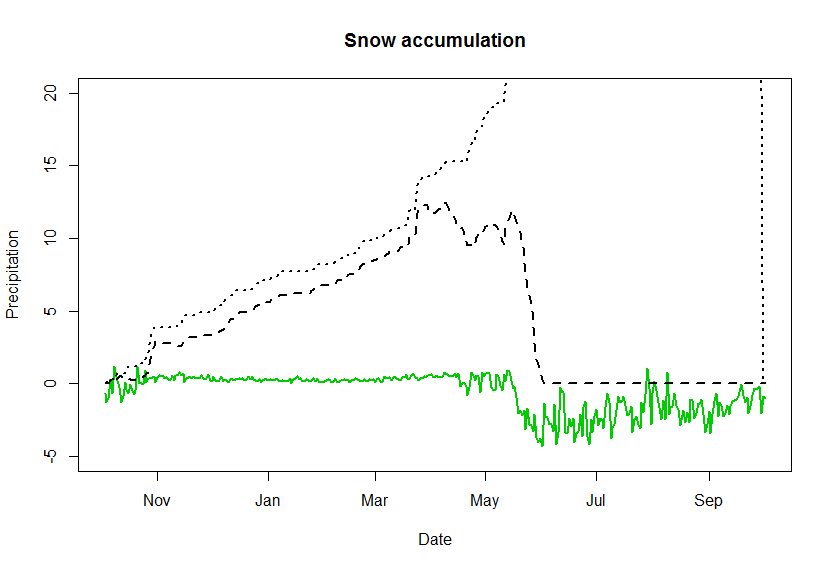 Snow accumulation
Precipitation
20
15
10
5
0
-5
Nov
Jan
Mar
May
Jul
Sep
Date